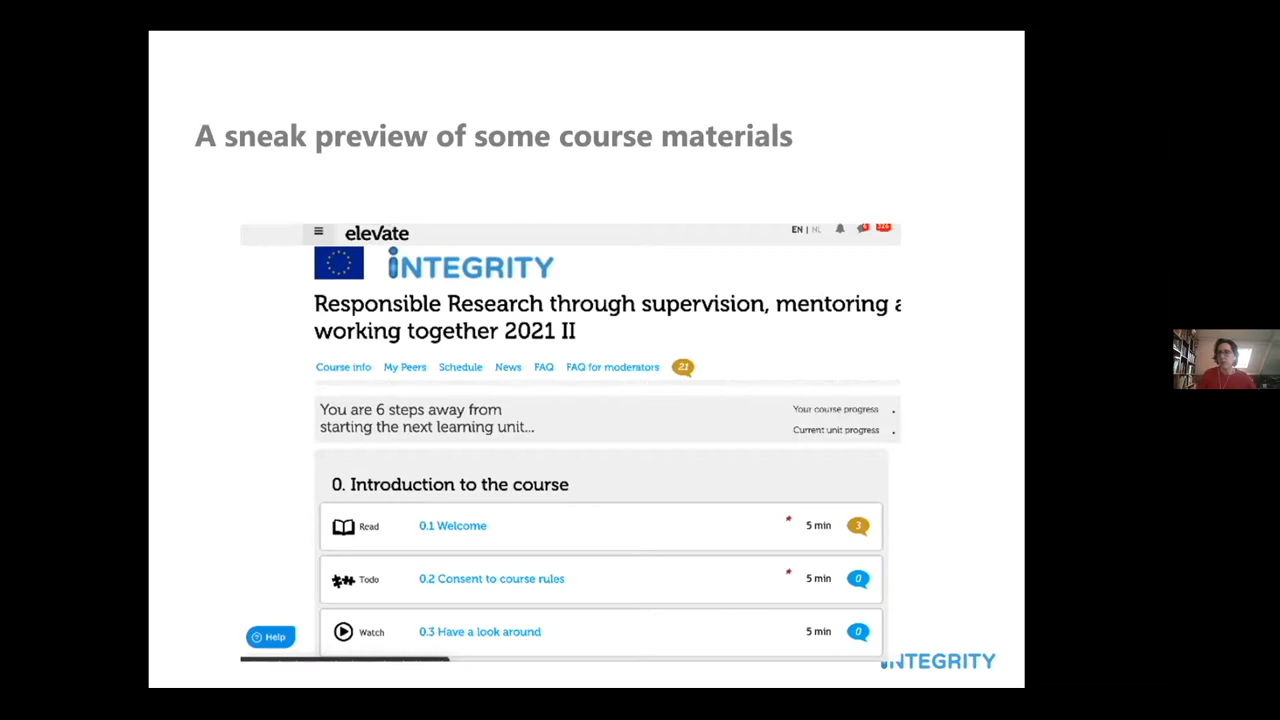 A sneak preview of some course materials
elevate
EN | NL
iNTEGRITY
Responsible Research through supervision, mentoring a
working together 2021 II
Course info My Peers Schedule News FAQ FAQ for moderators 21
You are 6 steps away from
starting the next learning unit...
Your course progress
Current unit progress
0. Introduction to the course
Read 0.1 Welcome * 5 min 3
Todo 0.2 Consent to course rules * 5 min 0
Watch 0.3 Have a look around 5 min 0
Help
iNTEGRITY